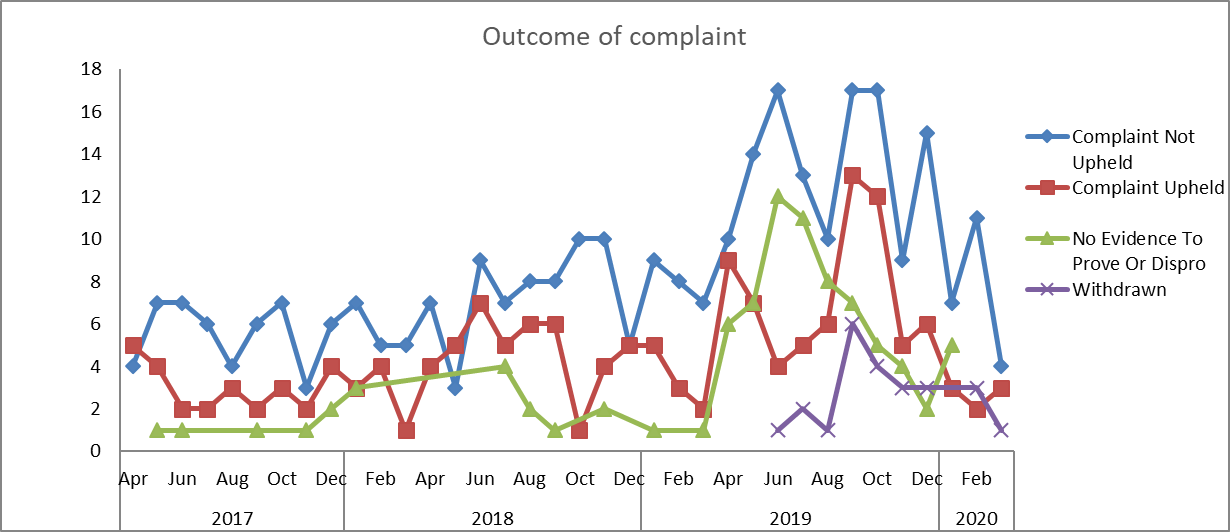 Outcome of complaint
18
16
14
12
10
8
6
4
2
0
Apr Jun Aug Oct Dec Feb Apr Jun Aug Oct Dec Feb Apr Jun Aug Oct Dec Feb
2017 2018 2019 2020
Complaint Not
Upheld
Complaint Upheld
No Evidence To
Prove Or Dispro
Withdrawn